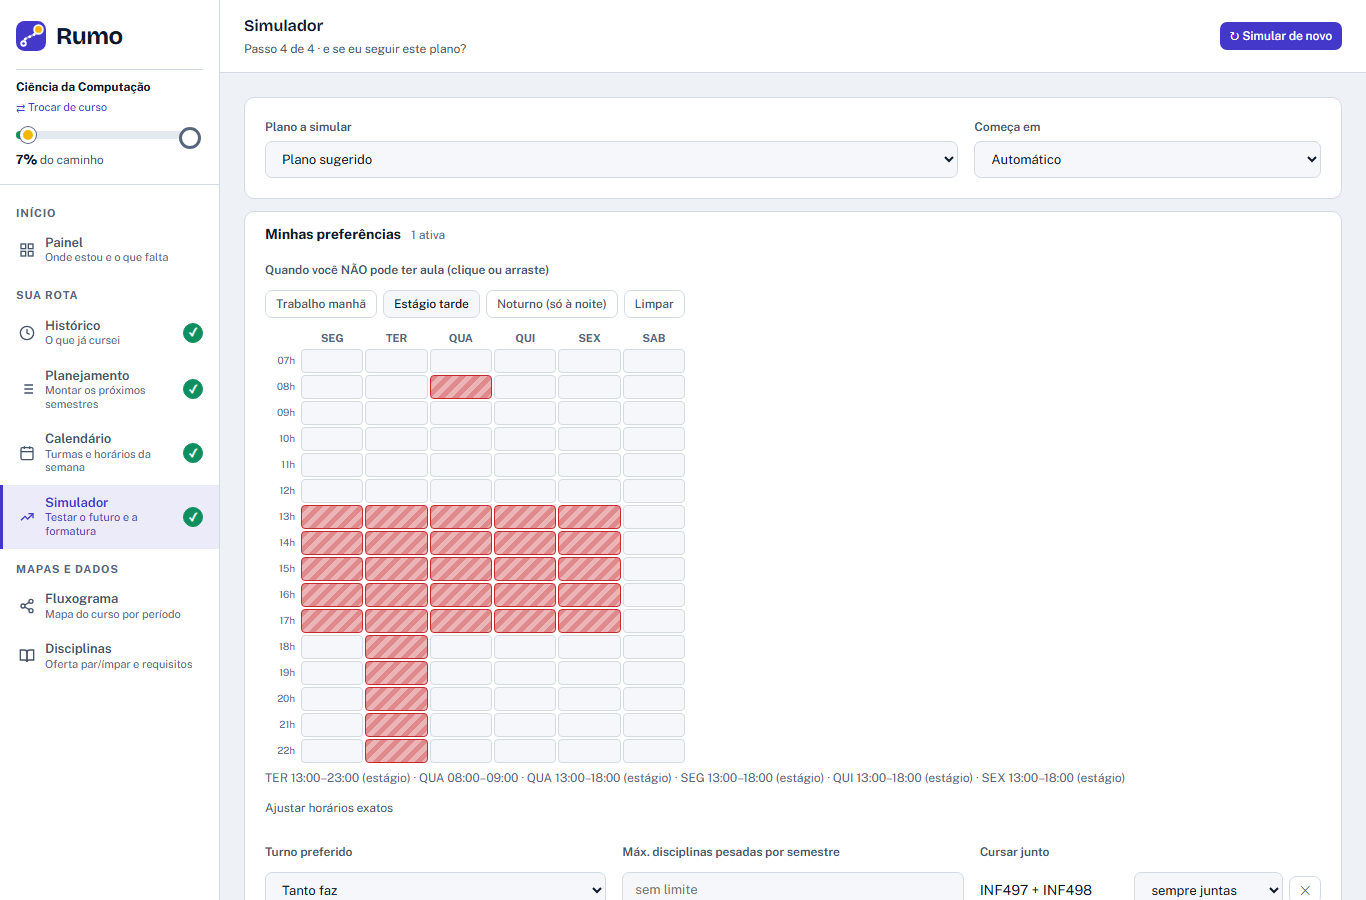 Rumo
Ciência da Computação
⇄ Trocar de curso
7% do caminho
INÍCIO
Painel
Onde estou e o que falta
SUA ROTA
Histórico
O que já cursei
Planejamento
Montar os próximos
semestres
Calendário
Turmas e horários da
semana
Simulador
Testar o futuro e a
formatura
MAPAS E DADOS
Fluxograma
Mapa do curso por período
Disciplinas
Oferta par/ímpar e requisitos
Simulador
Passo 4 de 4 · e se eu seguir este plano?
↻ Simular de novo
Plano a simular
Começa em
Plano sugerido
Automático
Minhas preferências 1 ativa
Quando você NÃO pode ter aula (clique ou arraste)
Trabalho manhã
Estágio tarde
Noturno (só à noite)
Limpar
SEG TER QUA QUI SEX SAB
07h
08h
09h
10h
11h
12h
13h
14h
15h
16h
17h
18h
19h
20h
21h
22h
TER 13:00–23:00 (estágio) · QUA 08:00–09:00 · QUA 13:00–18:00 (estágio) · SEG 13:00–18:00 (estágio) · QUI 13:00–18:00 (estágio) · SEX 13:00–18:00 (estágio)
Ajustar horários exatos
Turno preferido
Máx. disciplinas pesadas por semestre
Cursar junto
Tanto faz
sem limite
INF497 + INF498
sempre juntas